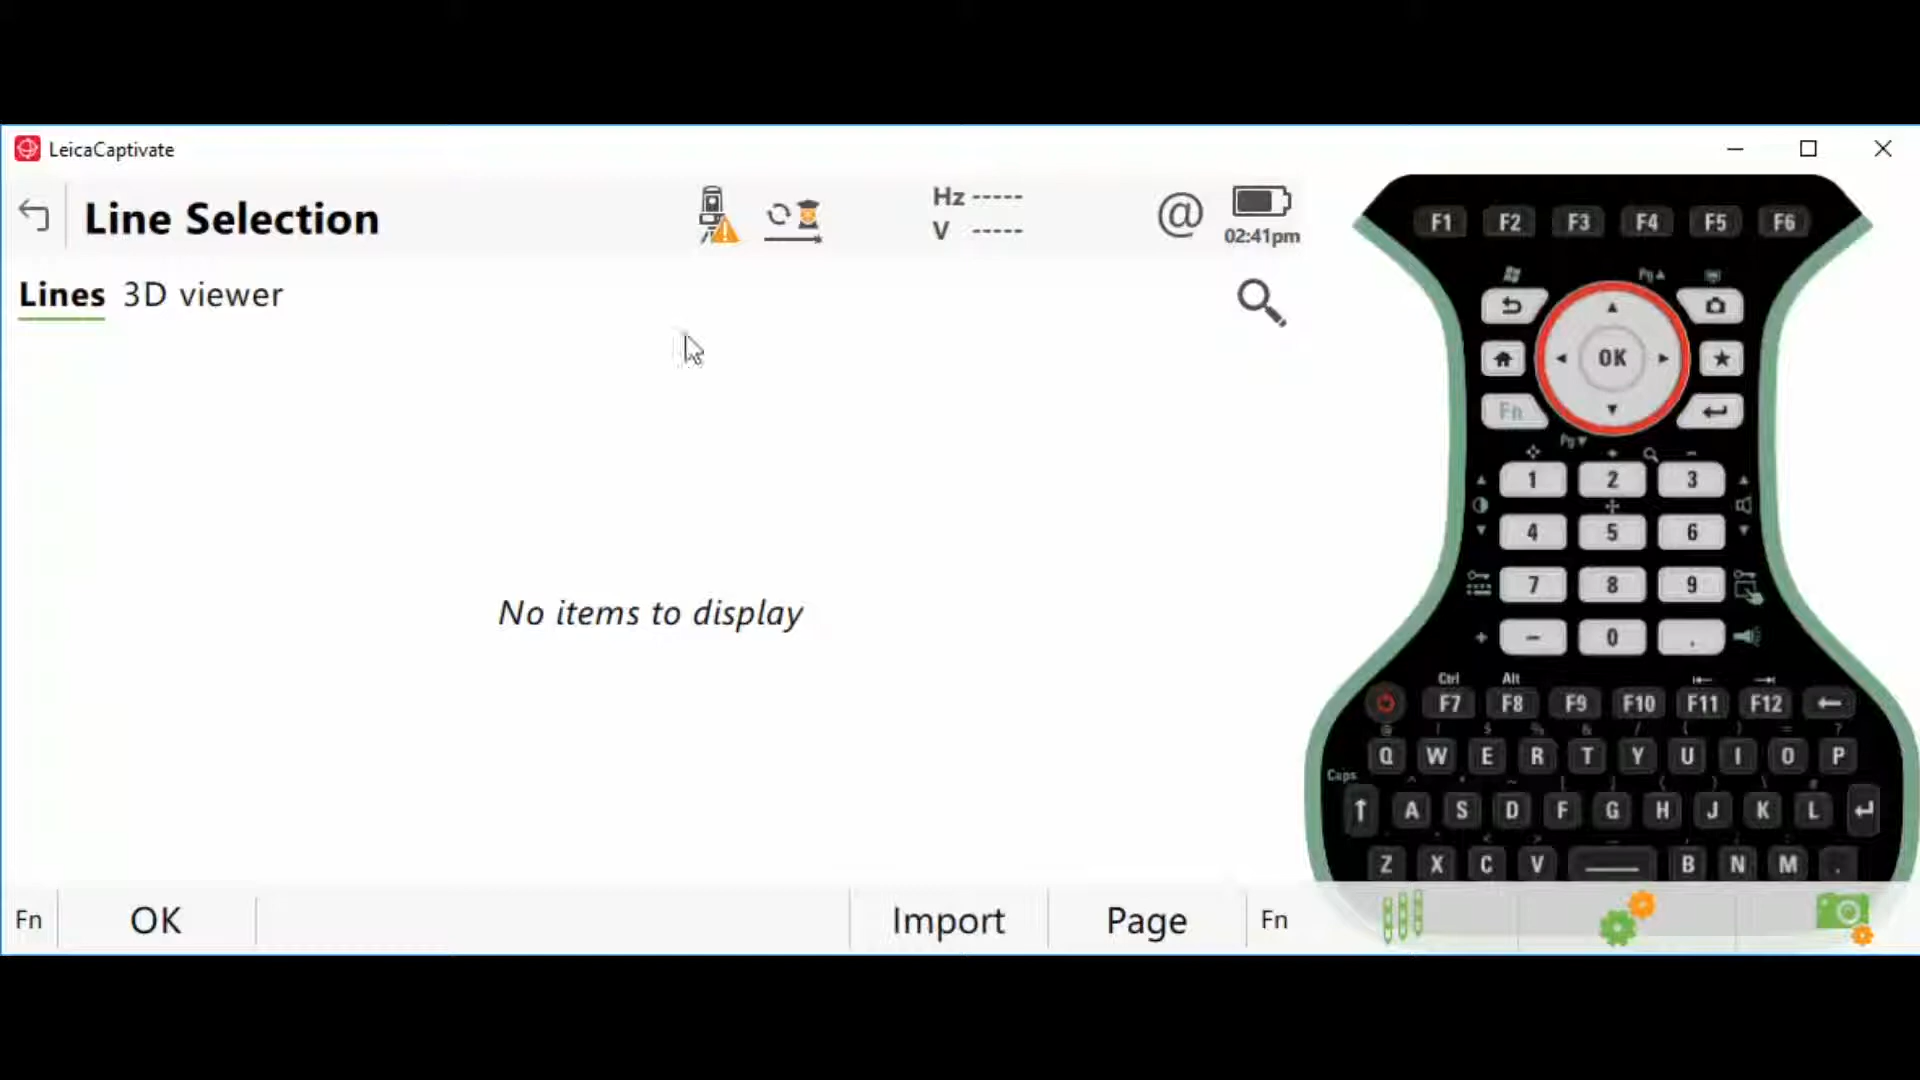 LeicaCaptivate
Line Selection
Hz -----
V -----
@
02:41pm
Lines 3D viewer
No items to display
Fn OK Import Page Fn
F1 F2 F3 F4 F5 F6
Pg
OK
Fn
Pg
1 2 3
4 5 6
7 8 9
- 0 .
Ctrl Alt
F7 F8 F9 F10 F11 F12
Q W E R T Y U I O P
Caps
A S D F G H J K L
Z X C V B N M .